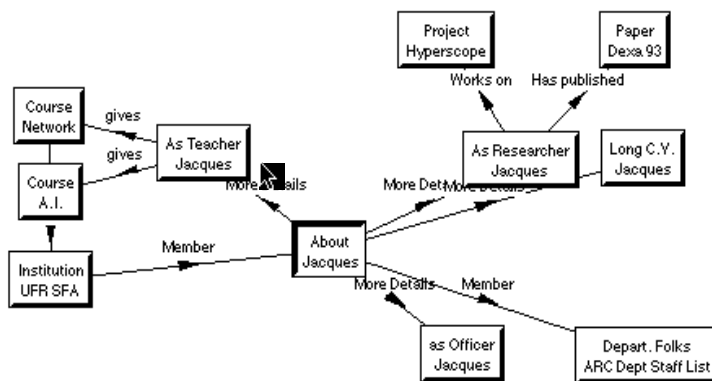 Project
Hyperscope
Paper
Dexa 93
Works on
Has published
Course
Network
gives
As Teacher
Jacques
gives
Course
A.I.
As Researcher
Jacques
Long C.V.
Jacques
More Details
More Details
More Details
Member
About
Jacques
Institution
UFR SFA
More Details
Member
as Officer
Jacques
Depart. Folks
ARC Dept Staff List